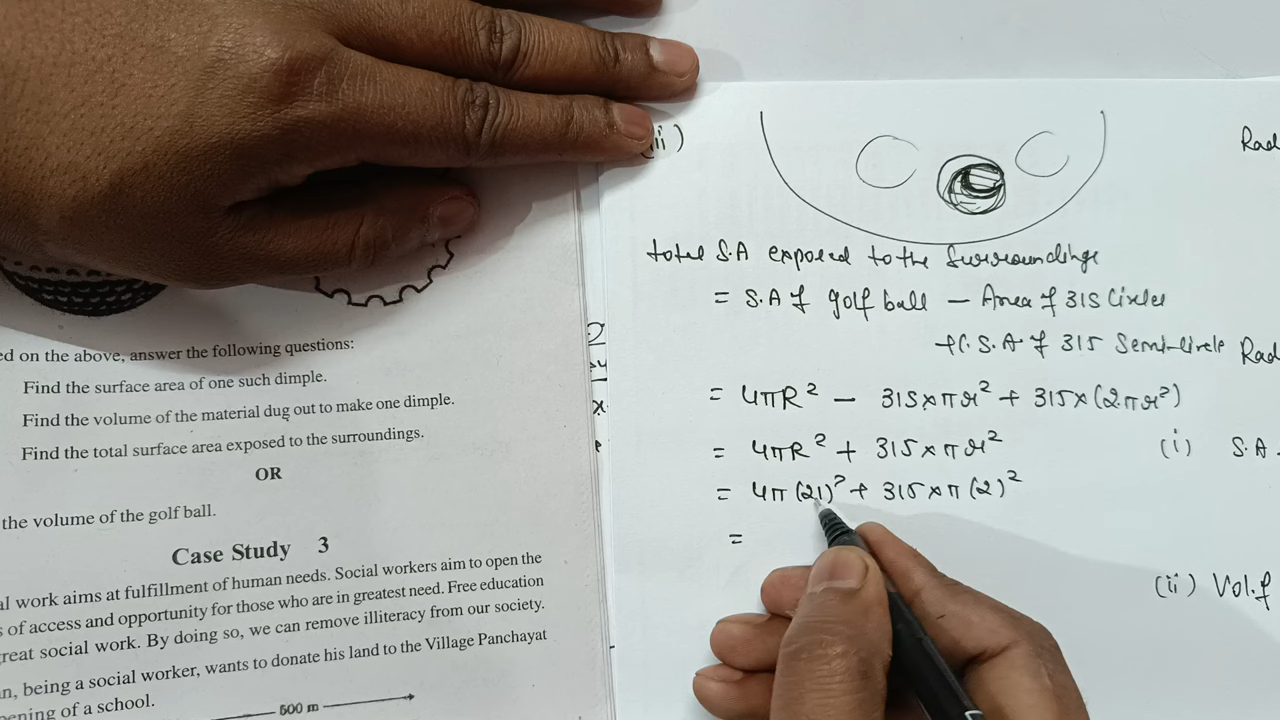 ii)
Rad
total S.A exposed to the Surroundings
= S.A of golf ball – Area of 315 Circles
+C.S.A of 315 Semi-circle
Rad
= 4πR² – 315×πr² + 315×(2πr²)
= 4πR² + 315×πr²
(i) S.A
= 4π(21)² + 315×π(2)²
=
(ii) Vol. of
ed on the above, answer the following questions:
Find the surface area of one such dimple.
Find the volume of the material dug out to make one dimple.
Find the total surface area exposed to the surroundings.
OR
the volume of the golf ball.
Case Study 3
al work aims at fulfillment of human needs. Social workers aim to open the
s of access and opportunity for those who are in greatest need. Free education
reat social work. By doing so, we can remove illiteracy from our society.
n, being a social worker, wants to donate his land to the Village Panchayat
pening of a school.
500 m